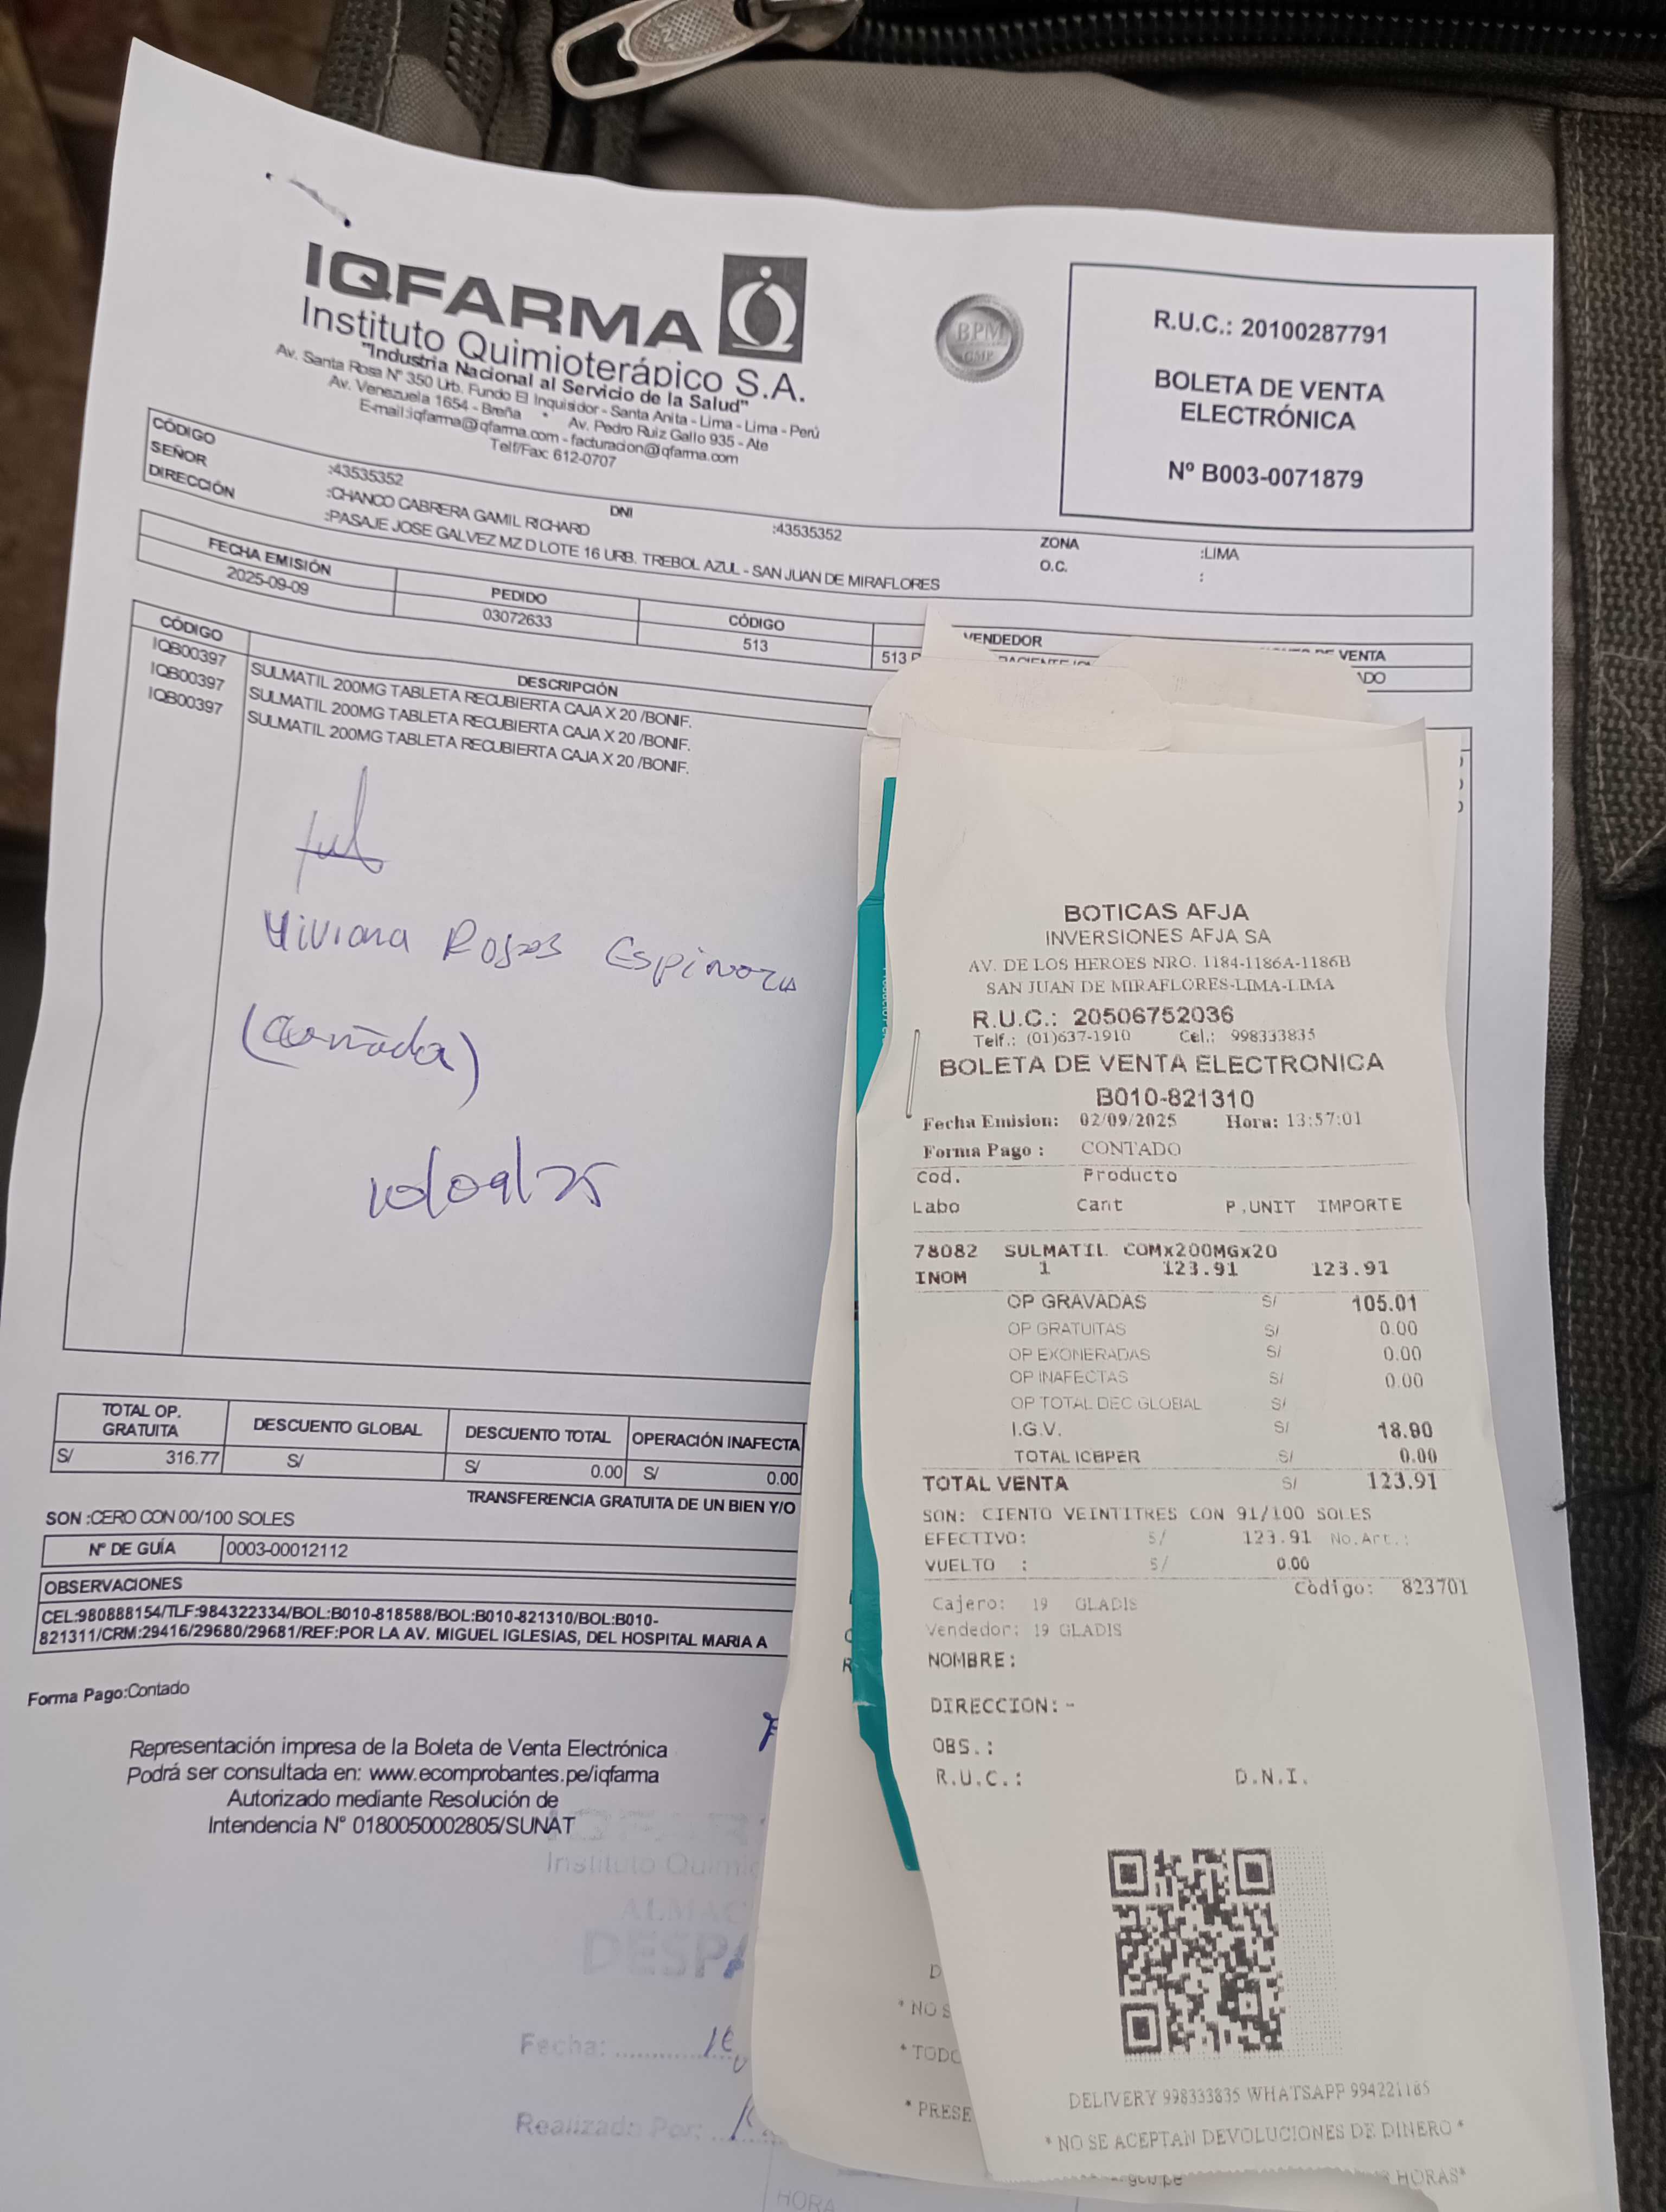 IQFARMA
Instituto Quimioterápico S.A.
"Industria Nacional al Servicio de la Salud"
Av. Santa Rosa Nº 350 Urb. Fundo El Inquisidor - Santa Anita - Lima - Lima - Perú
Av. Venezuela 1654 - Breña * Av. Pedro Ruiz Gallo 935 - Ate
E-mail:iqfarma@iqfarma.com - facturacion@iqfarma.com
Telf/Fax: 612-0707
BPM
GMP
R.U.C.: 20100287791
BOLETA DE VENTA
ELECTRÓNICA
Nº B003-0071879
CÓDIGO :43535352 DNI :43535352 ZONA :LIMA
SEÑOR :CHANCO CABRERA GAMIL RICHARD O.C. :
DIRECCIÓN :PASAJE JOSE GALVEZ MZ D LOTE 16 URB. TREBOL AZUL - SAN JUAN DE MIRAFLORES
FECHA EMISIÓN PEDIDO CÓDIGO VENDEDOR VENTA
2025-09-09 03072633 513 513
CÓDIGO DESCRIPCIÓN
IQB00397 SULMATIL 200MG TABLETA RECUBIERTA CAJA X 20 /BONIF.
IQB00397 SULMATIL 200MG TABLETA RECUBIERTA CAJA X 20 /BONIF.
IQB00397 SULMATIL 200MG TABLETA RECUBIERTA CAJA X 20 /BONIF.
Viviana Rojas Espinoza
(Cuñada)
10/09/25
TOTAL OP. GRATUITA DESCUENTO GLOBAL DESCUENTO TOTAL OPERACIÓN INAFECTA
S/ 316.77 S/ S/ 0.00 S/ 0.00
TRANSFERENCIA GRATUITA DE UN BIEN Y/O
SON :CERO CON 00/100 SOLES
Nº DE GUÍA 0003-00012112
OBSERVACIONES
CEL:980888154/TLF:984322334/BOL:B010-818588/BOL:B010-821310/BOL:B010-
821311/CRM:29416/29680/29681/REF:POR LA AV. MIGUEL IGLESIAS, DEL HOSPITAL MARIA A
Forma Pago:Contado
Representación impresa de la Boleta de Venta Electrónica
Podrá ser consultada en: www.ecomprobantes.pe/iqfarma
Autorizado mediante Resolución de
Intendencia Nº 0180050002805/SUNAT
Fecha:
Realizado Por:
HORA
BOTICAS AFJA
INVERSIONES AFJA SA
AV. DE LOS HEROES NRO. 1184-1186A-1186B
SAN JUAN DE MIRAFLORES-LIMA-LIMA
R.U.C.: 20506752036
Telf.: (01)637-1910 Cel.: 998333835
BOLETA DE VENTA ELECTRONICA
B010-821310
Fecha Emision: 02/09/2025 Hora: 13:57:01
Forma Pago : CONTADO
Cod. Producto
Labo Cant P.UNIT IMPORTE
78082 SULMATIL COMx200MGx20
INOM 1 123.91 123.91
OP GRAVADAS S/ 105.01
OP GRATUITAS S/ 0.00
OP EXONERADAS S/ 0.00
OP INAFECTAS S/ 0.00
OP TOTAL DEC GLOBAL S/
I.G.V. S/ 18.90
TOTAL ICBPER S/ 0.00
TOTAL VENTA S/ 123.91
SON: CIENTO VEINTITRES CON 91/100 SOLES
EFECTIVO: S/ 123.91 No.Art.:
VUELTO : S/ 0.00
Código: 823701
Cajero: 19 GLADIS
Vendedor: 19 GLADIS
NOMBRE:
DIRECCION: -
OBS.:
R.U.C.: D.N.I.
DELIVERY 998333835 WHATSAPP 994221185
* NO SE ACEPTAN DEVOLUCIONES DE DINERO *
HORAS*